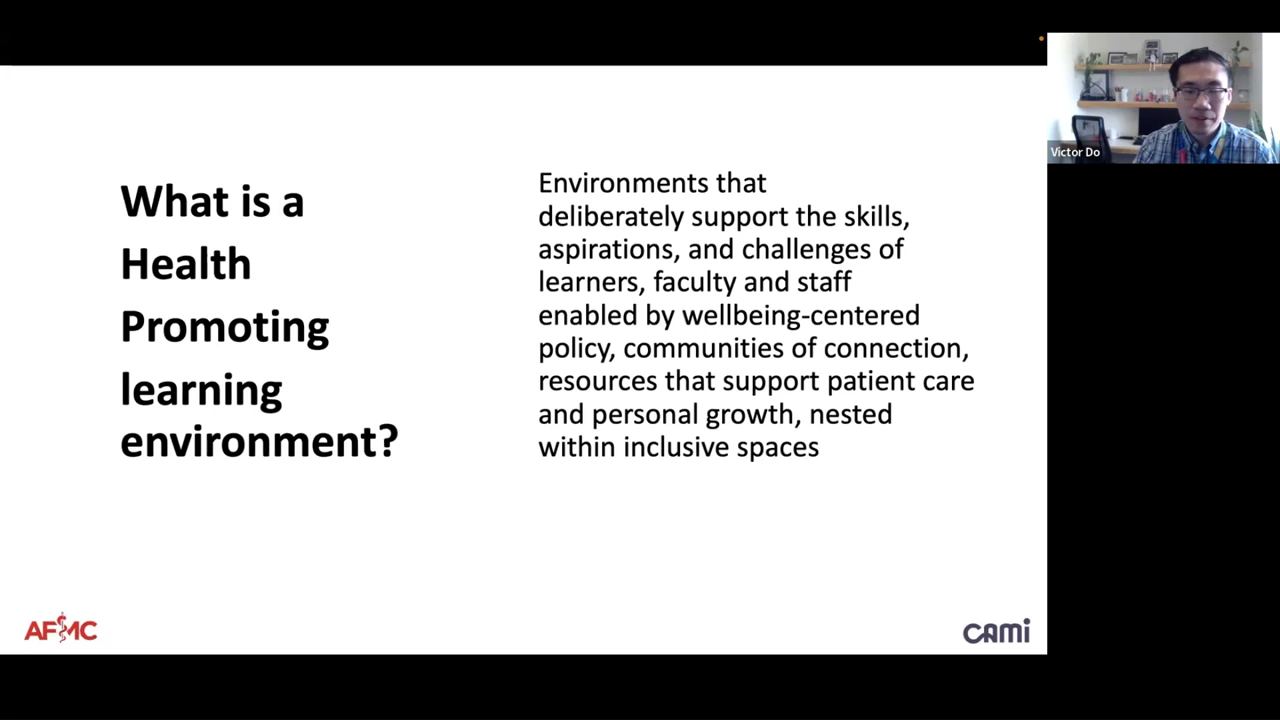 What is a
Health
Promoting
learning
environment?
Environments that
deliberately support the skills,
aspirations, and challenges of
learners, faculty and staff
enabled by wellbeing-centered
policy, communities of connection,
resources that support patient care
and personal growth, nested
within inclusive spaces
Victor Do
AFMC
CAMi